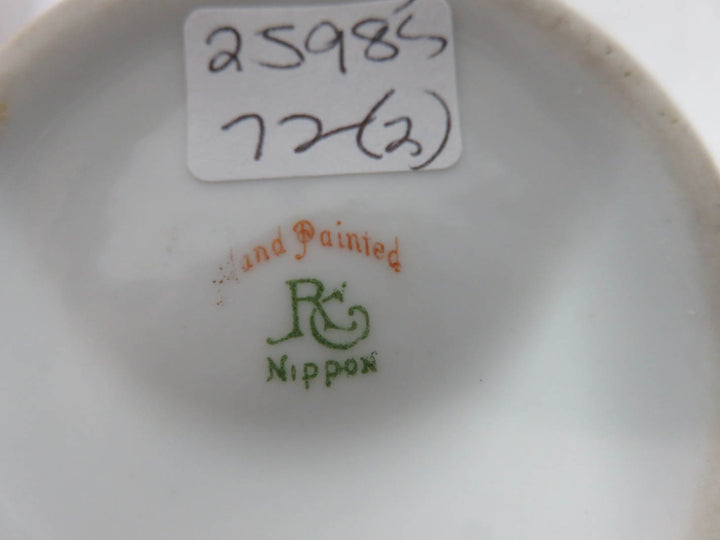 25985
72(2)
Hand Painted
RC
NIPPON